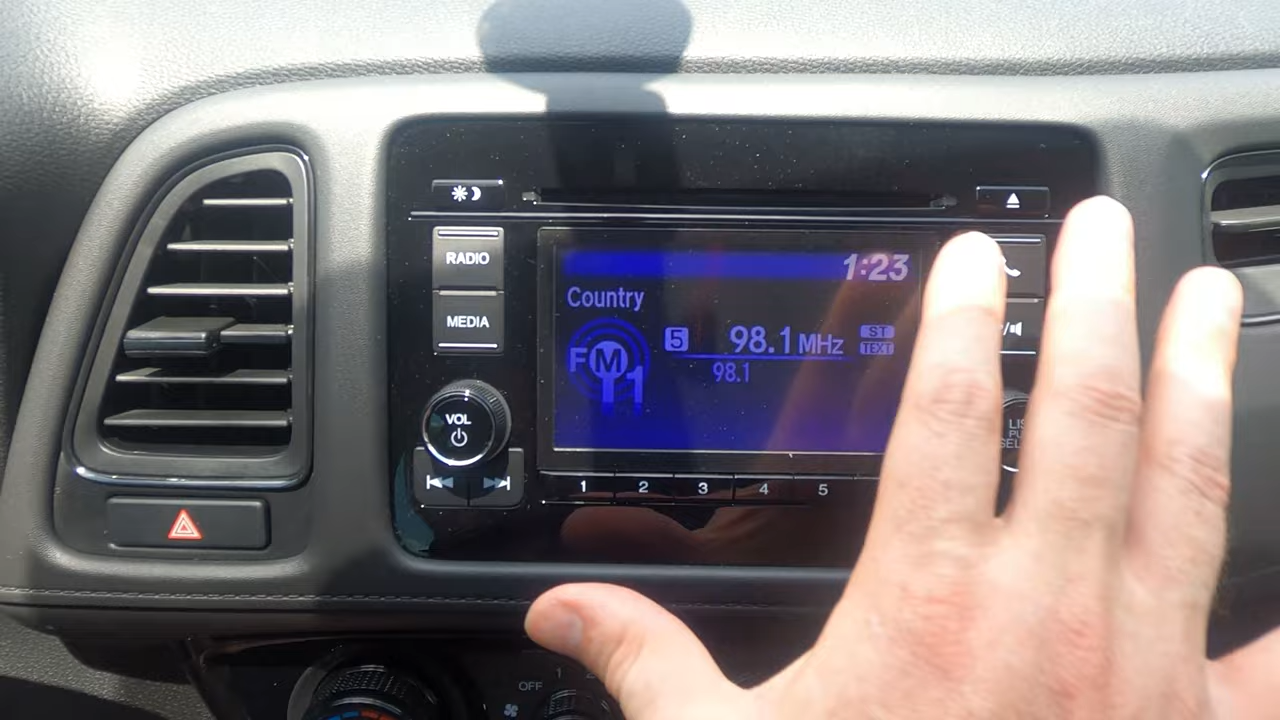 RADIO
MEDIA
VOL
1:23
Country
FM1
5 98.1 MHz ST
TEXT
98.1
1 2 3 4 5
OFF
1